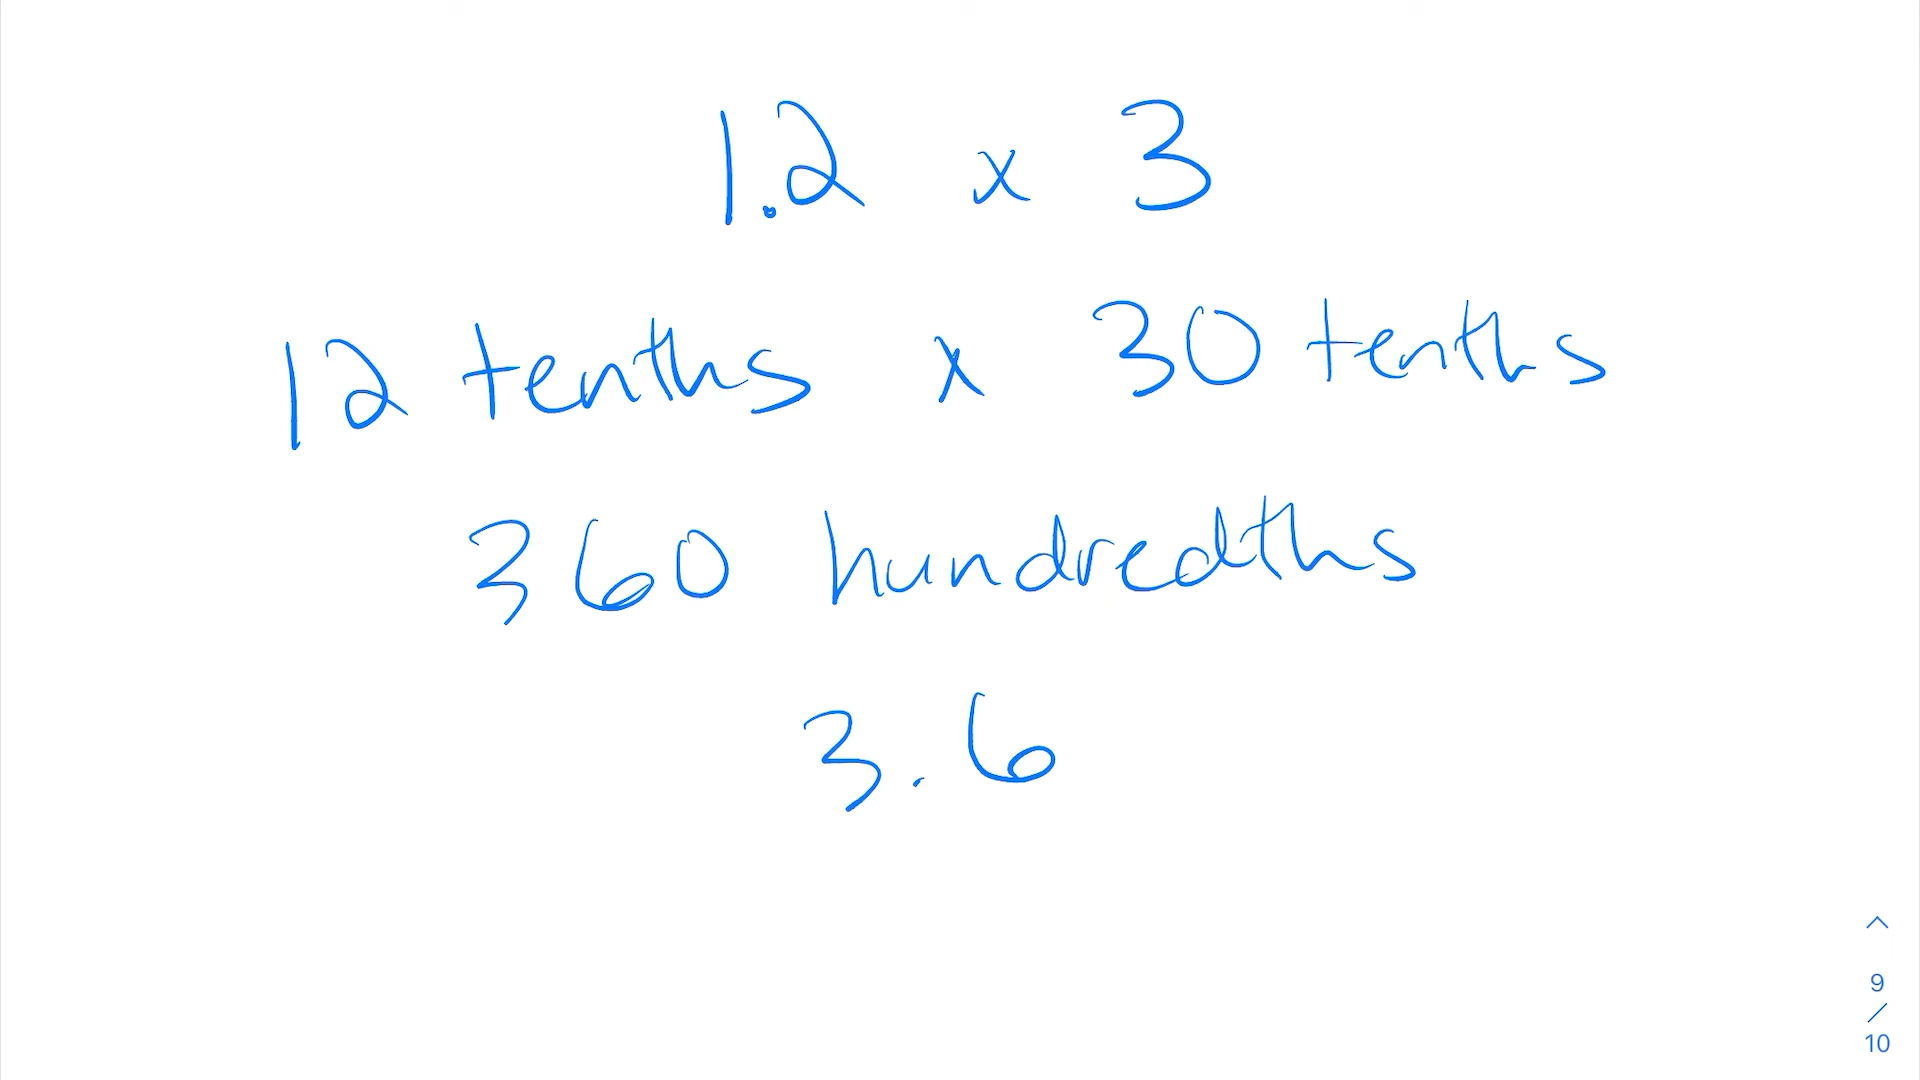 1.2 x 3
12 tenths x 30 tenths
360 hundredths
3.6
9
/
10